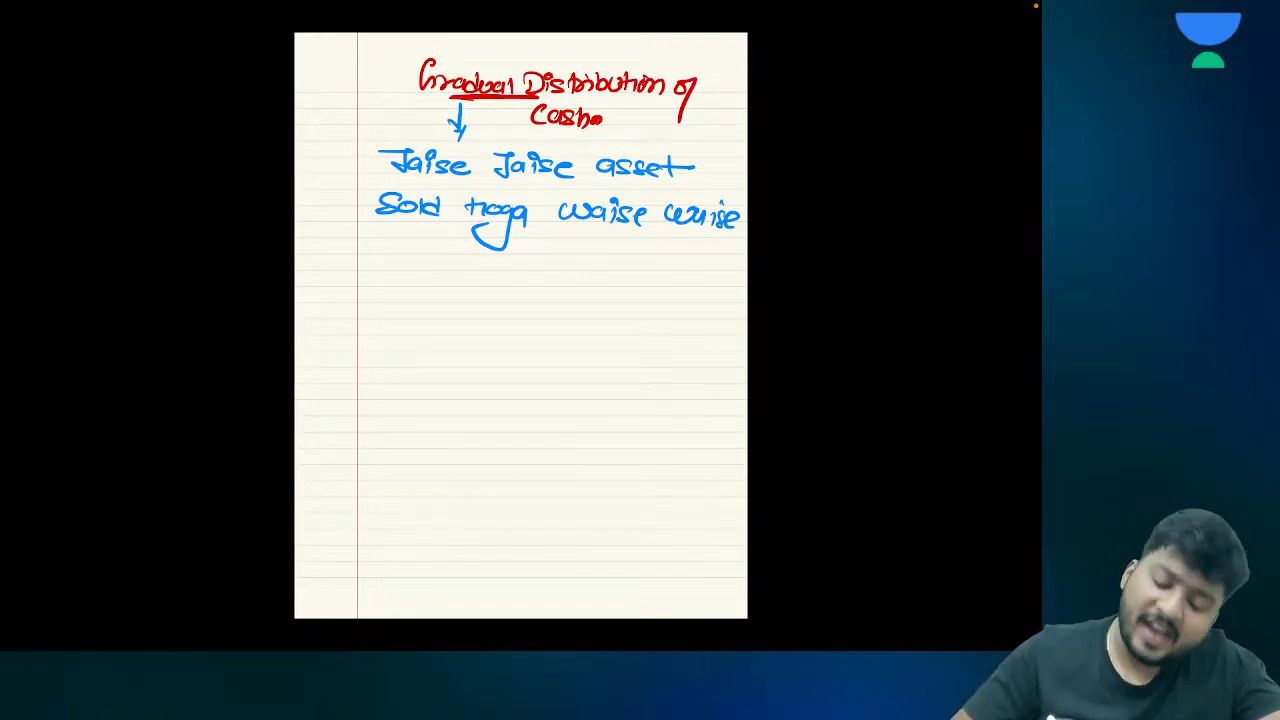 Gradual Distribution of
Cash.
Jaise Jaise asset
Sold hoga waise waise